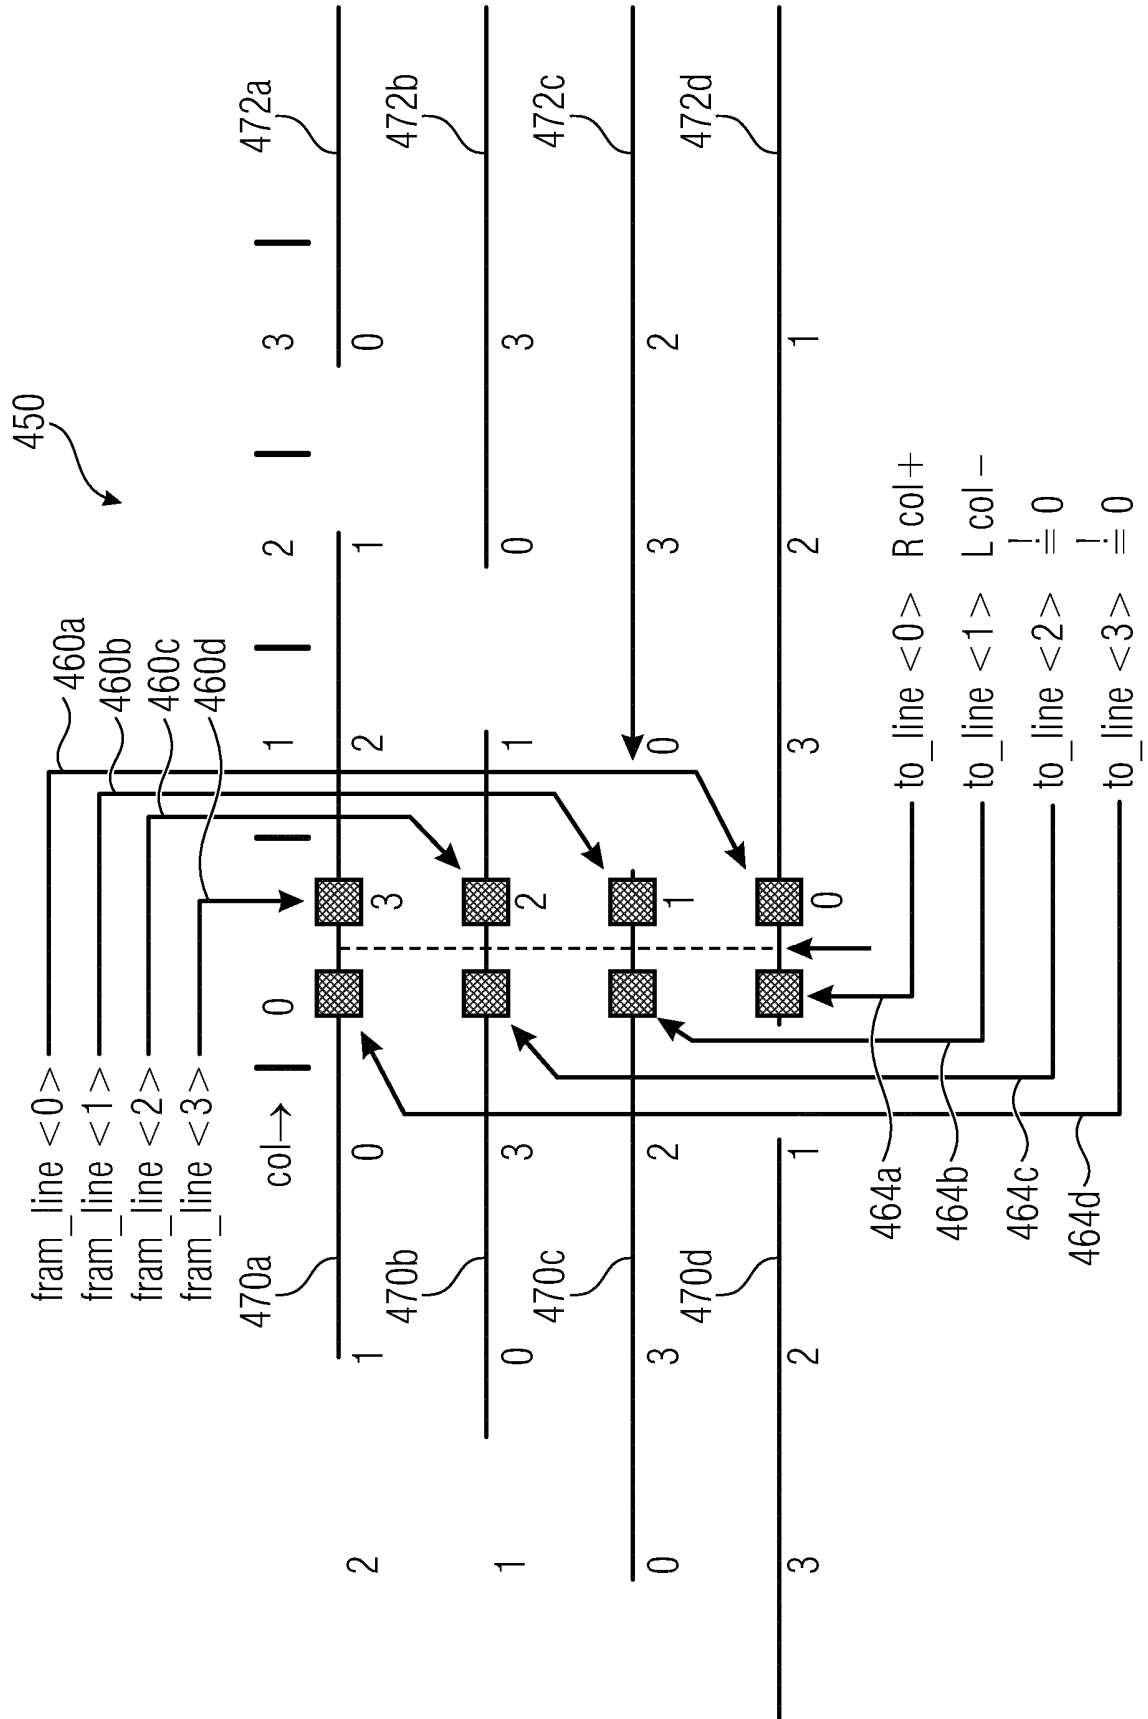 450
fram_line <0> 460a
fram_line <1> 460b
fram_line <2> 460c
fram_line <3> 460d
470a 472a
col→ 0 1 2 3
2 1 0 3 2 1 0
470b 472b
1 0 3 2 1 0 3
470c 472c
0 3 2 1 0 3 2
470d 472d
3 2 1 0 3 2 1
464a to_line <0> R col+
464b to_line <1> L col−
464c to_line <2> != 0
464d to_line <3> != 0